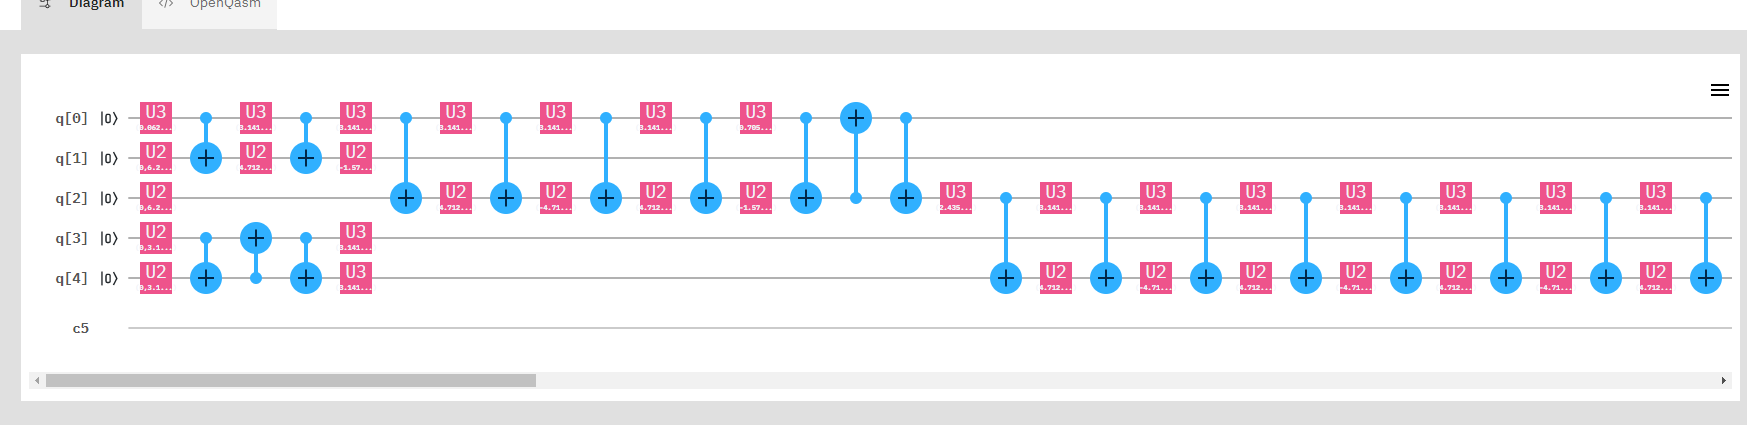 Diagram </> OpenQasm
q[0] |0⟩ U3 U3 U3 U3 U3 U3 U3
0.062... 3.141... 3.141... 3.141... 3.141... 3.141... 0.785...
q[1] |0⟩ U2 U2 U2
0,6.2... 4.712... -1.57...
q[2] |0⟩ U2 U2 U2 U2 U2 U3 U3 U3 U3 U3 U3 U3 U3
0,6.2... 4.712... -4.71... 4.712... -1.57... 2.435... 3.141... 3.141... 3.141... 3.141... 3.141... 3.141... 3.141...
q[3] |0⟩ U2 U3
0,3.1... 3.141...
q[4] |0⟩ U2 U3 U2 U2 U2 U2 U2 U2 U2
0,3.1... 3.141... 4.712... -4.71... 4.712... -4.71... 4.712... -4.71... 4.712...
c5